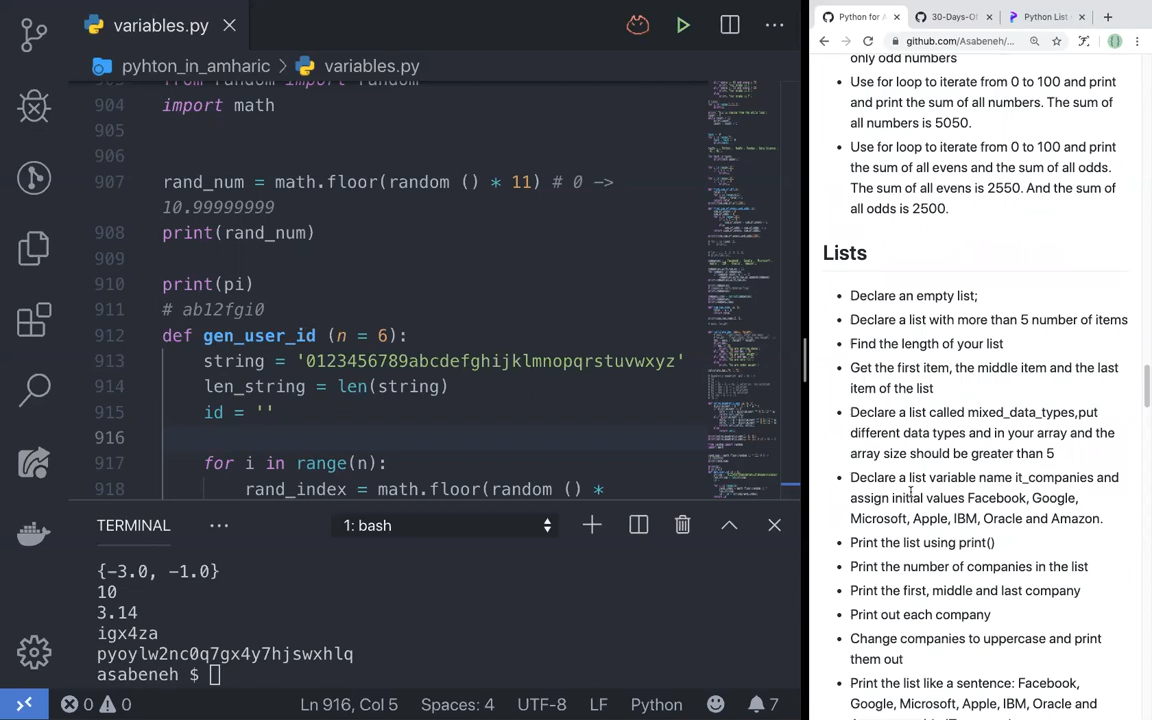 variables.py
pyhton_in_amharic > variables.py
from random import random
904 import math
905
906
907 rand_num = math.floor(random () * 11) # 0 ->
10.99999999
908 print(rand_num)
909
910 print(pi)
911 # ab12fgi0
912 def gen_user_id (n = 6):
913 string = '0123456789abcdefghijklmnopqrstuvwxyz'
914 len_string = len(string)
915 id = ''
916
917 for i in range(n):
918 rand_index = math.floor(random () *
TERMINAL ... 1: bash
{-3.0, -1.0}
10
3.14
igx4za
pyoylw2nc0q7gx4y7hjswxhlq
asabeneh $
0 0 Ln 916, Col 5 Spaces: 4 UTF-8 LF Python 7
Python for A 30-Days-Of Python List
github.com/Asabeneh/...
only odd numbers
• Use for loop to iterate from 0 to 100 and print
and print the sum of all numbers. The sum of
all numbers is 5050.
• Use for loop to iterate from 0 to 100 and print
the sum of all evens and the sum of all odds.
The sum of all evens is 2550. And the sum of
all odds is 2500.
Lists
• Declare an empty list;
• Declare a list with more than 5 number of items
• Find the length of your list
• Get the first item, the middle item and the last
item of the list
• Declare a list called mixed_data_types,put
different data types and in your array and the
array size should be greater than 5
• Declare a list variable name it_companies and
assign initial values Facebook, Google,
Microsoft, Apple, IBM, Oracle and Amazon.
• Print the list using print()
• Print the number of companies in the list
• Print the first, middle and last company
• Print out each company
• Change companies to uppercase and print
them out
• Print the list like a sentence: Facebook,
Google, Microsoft, Apple, IBM, Oracle and